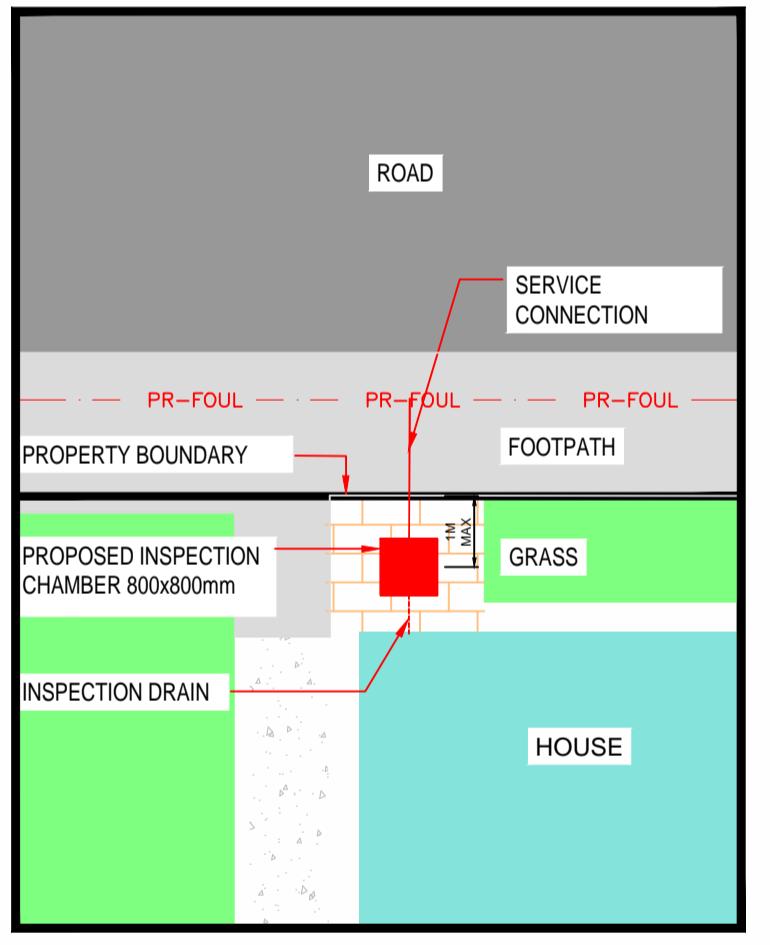 ROAD
SERVICE
CONNECTION
PR-FOUL PR-FOUL PR-FOUL
FOOTPATH
PROPERTY BOUNDARY
1M
MAX
PROPOSED INSPECTION
CHAMBER 800x800mm
GRASS
INSPECTION DRAIN
HOUSE